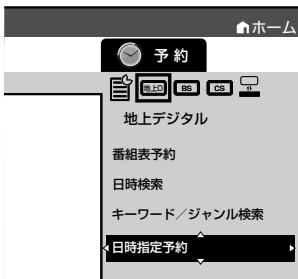 ホーム
予約
地上D BS CS
地上デジタル
番組表予約
日時検索
キーワード／ジャンル検索
日時指定予約